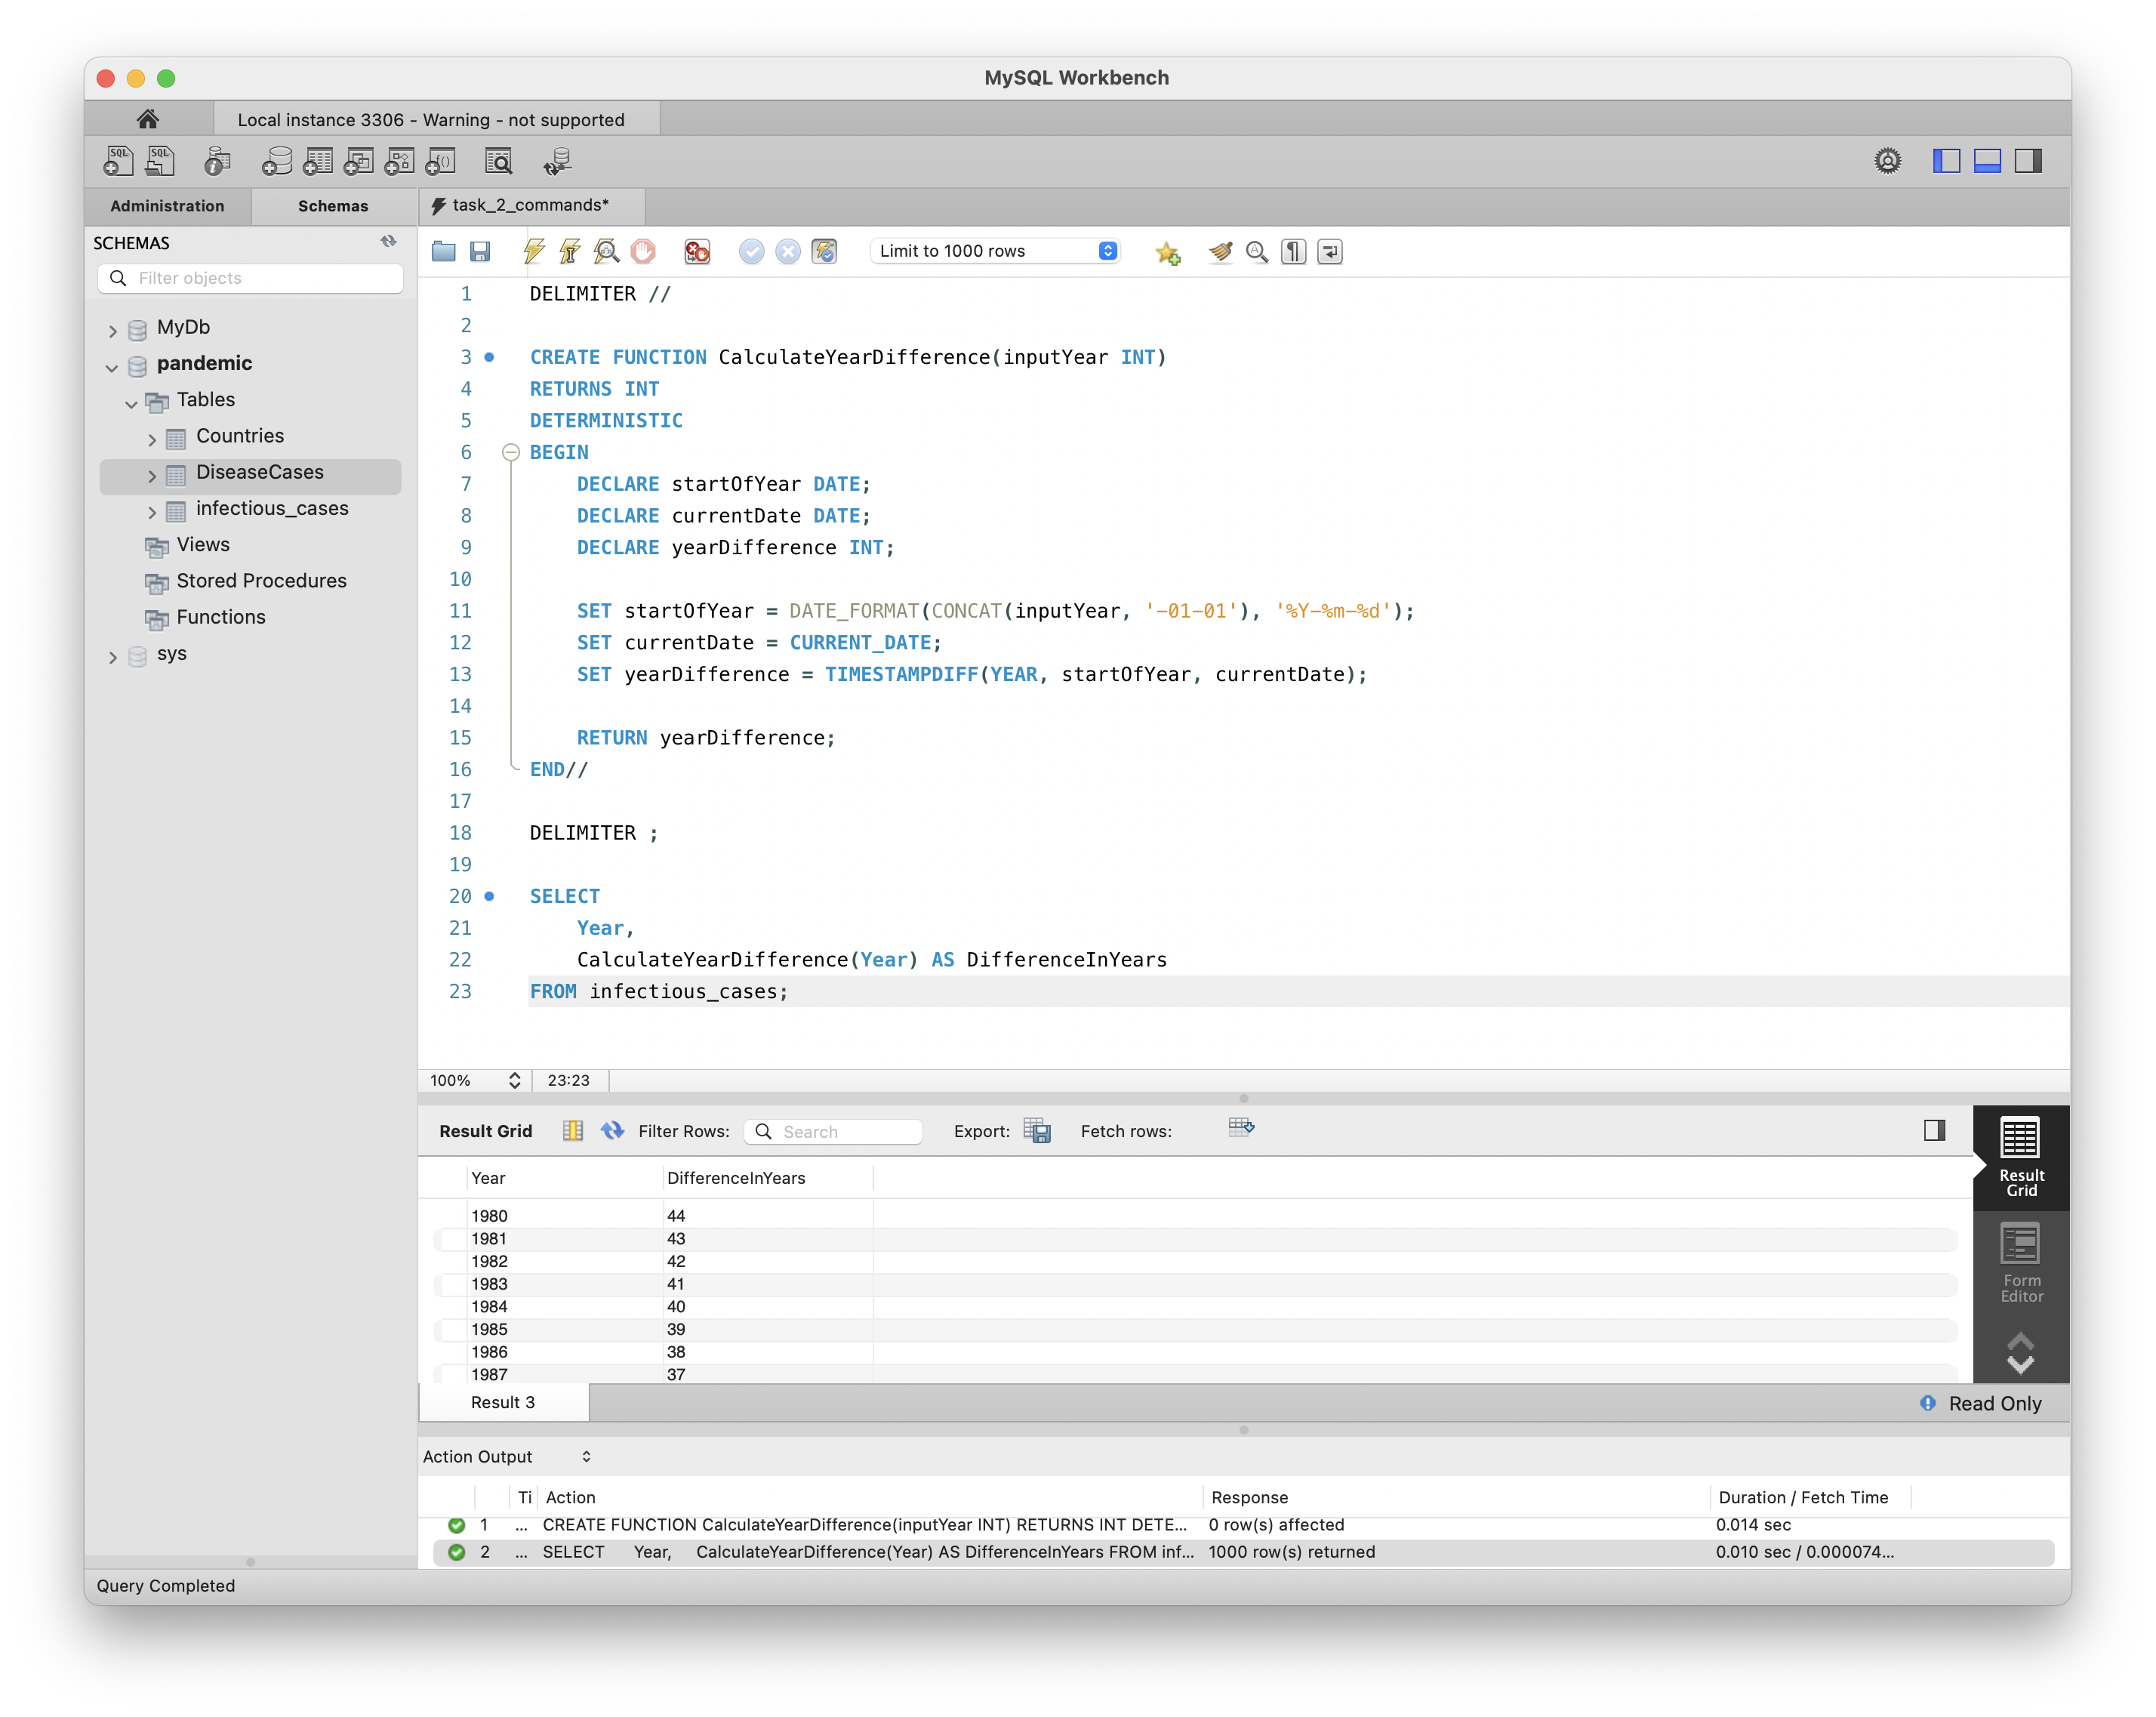 MySQL Workbench
Local instance 3306 - Warning - not supported
Administration
Schemas
task_2_commands*
SCHEMAS
Filter objects
MyDb
pandemic
Tables
Countries
DiseaseCases
infectious_cases
Views
Stored Procedures
Functions
sys
Limit to 1000 rows
1 DELIMITER //
2
3 CREATE FUNCTION CalculateYearDifference(inputYear INT)
4 RETURNS INT
5 DETERMINISTIC
6 BEGIN
7 DECLARE startOfYear DATE;
8 DECLARE currentDate DATE;
9 DECLARE yearDifference INT;
10
11 SET startOfYear = DATE_FORMAT(CONCAT(inputYear, '-01-01'), '%Y-%m-%d');
12 SET currentDate = CURRENT_DATE;
13 SET yearDifference = TIMESTAMPDIFF(YEAR, startOfYear, currentDate);
14
15 RETURN yearDifference;
16 END//
17
18 DELIMITER ;
19
20 SELECT
21 Year,
22 CalculateYearDifference(Year) AS DifferenceInYears
23 FROM infectious_cases;
100% 23:23
Result Grid Filter Rows: Search Export: Fetch rows:
Year DifferenceInYears
1980 44
1981 43
1982 42
1983 41
1984 40
1985 39
1986 38
1987 37
Result Grid
Form Editor
Result 3
Read Only
Action Output
Ti Action Response Duration / Fetch Time
1 ... CREATE FUNCTION CalculateYearDifference(inputYear INT) RETURNS INT DETE... 0 row(s) affected 0.014 sec
2 ... SELECT Year, CalculateYearDifference(Year) AS DifferenceInYears FROM inf... 1000 row(s) returned 0.010 sec / 0.000074...
Query Completed